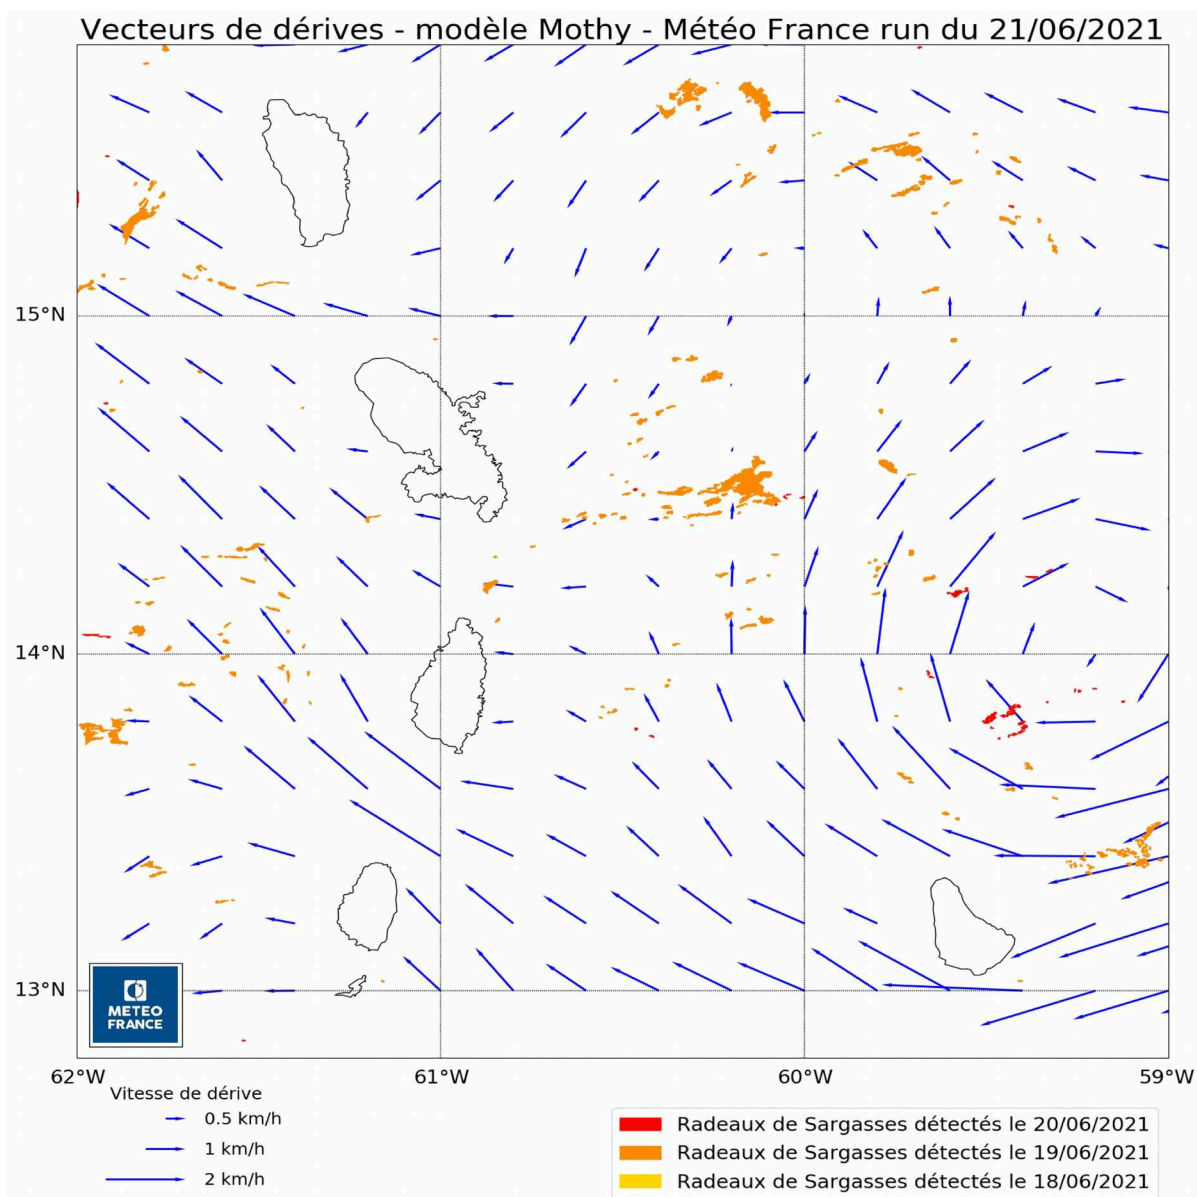 Vecteurs de dérives - modèle Mothy - Météo France run du 21/06/2021
15°N
14°N
13°N
METEO
FRANCE
62°W
61°W
60°W
59°W
Vitesse de dérive
0.5 km/h
1 km/h
2 km/h
Radeaux de Sargasses détectés le 20/06/2021
Radeaux de Sargasses détectés le 19/06/2021
Radeaux de Sargasses détectés le 18/06/2021